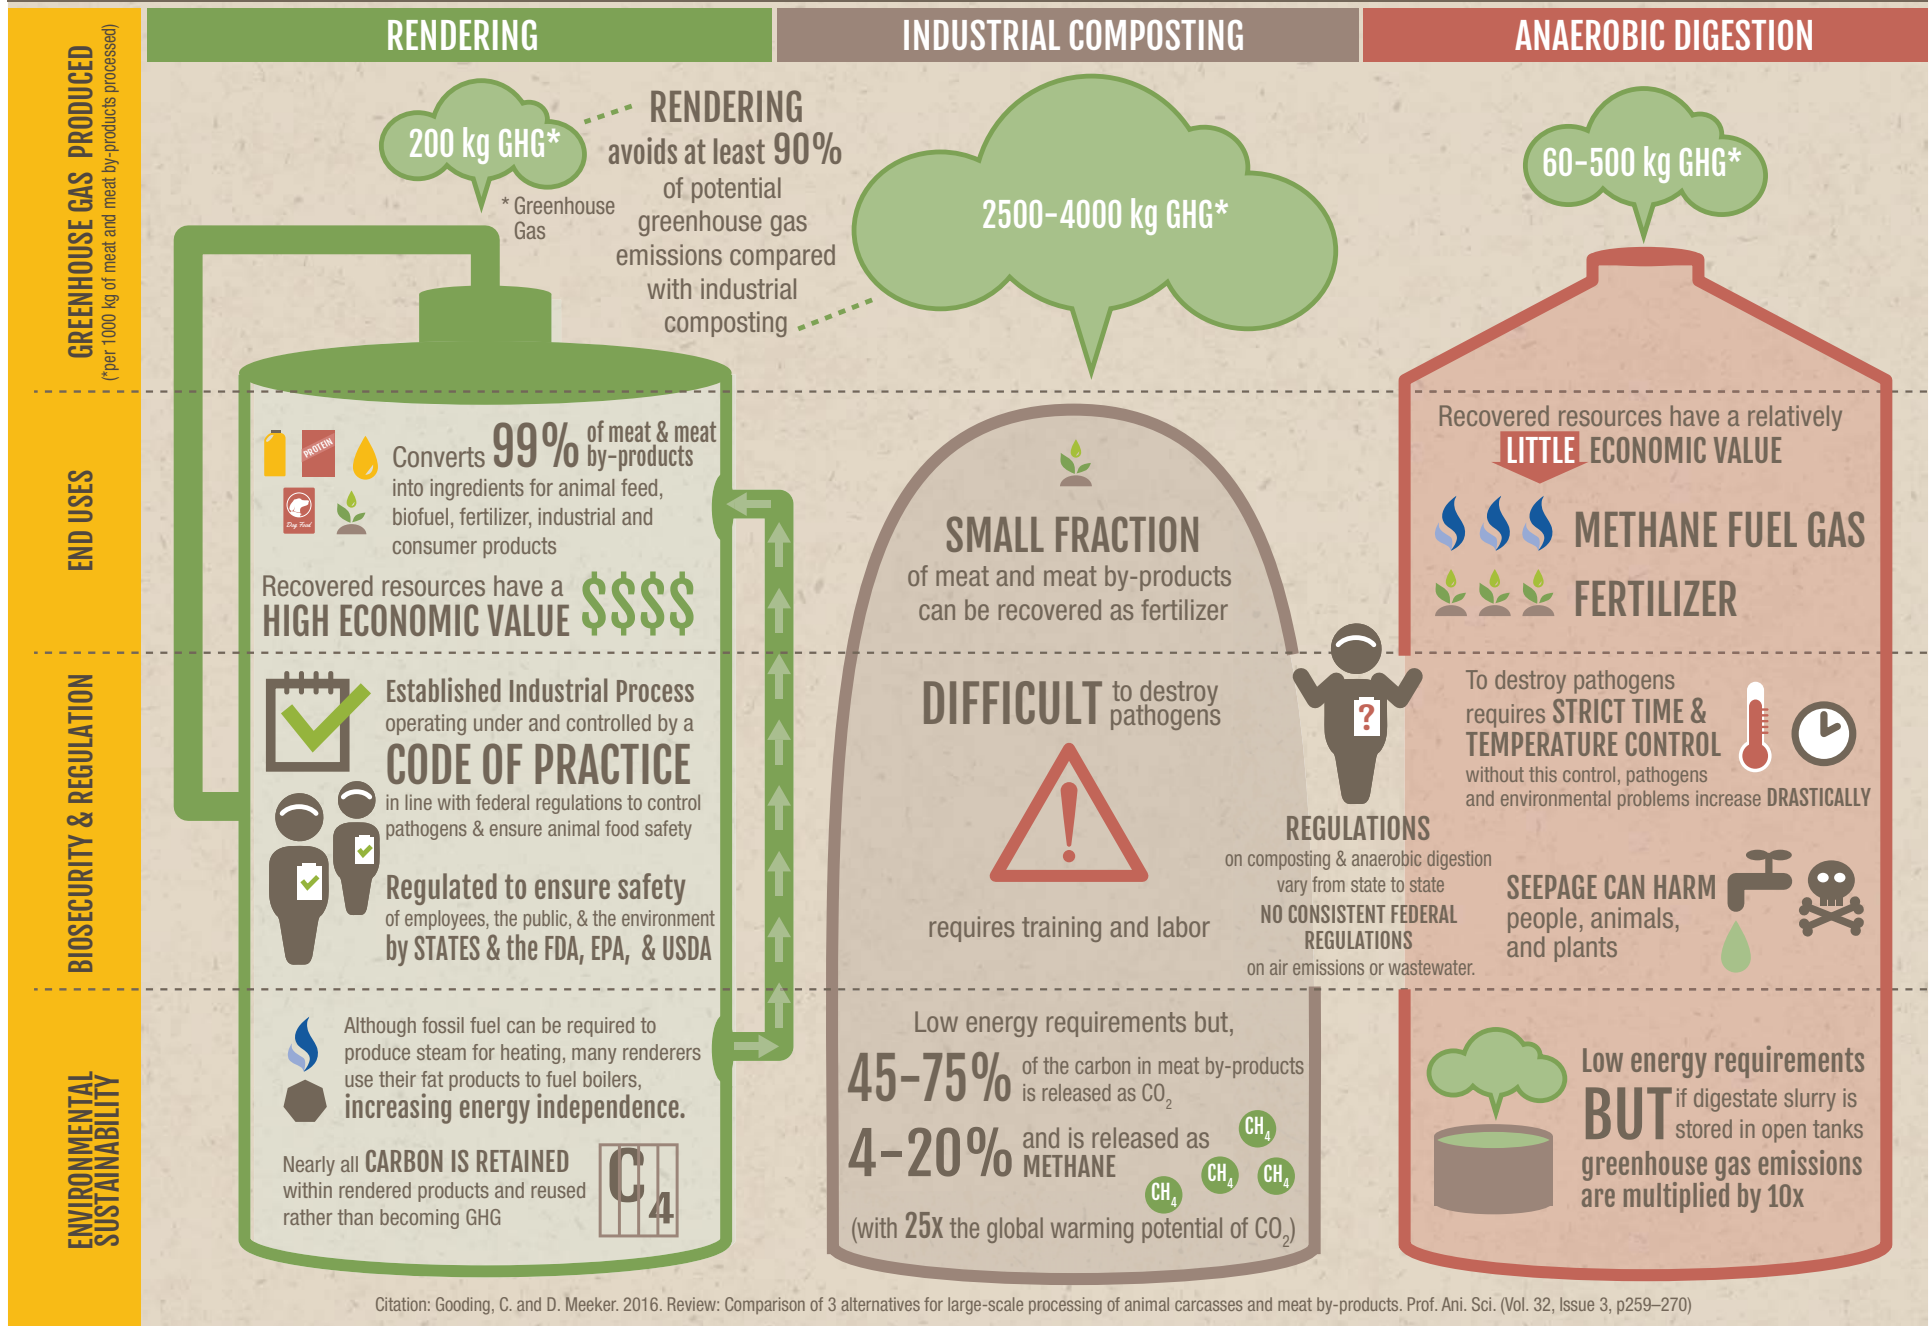 RENDERING
INDUSTRIAL COMPOSTING
ANAEROBIC DIGESTION
GREENHOUSE GAS PRODUCED
(*per 1000 kg of meat and meat by-products processed)
200 kg GHG*
* Greenhouse
Gas
RENDERING
avoids at least 90%
of potential
greenhouse gas
emissions compared
with industrial
composting
2500-4000 kg GHG*
60-500 kg GHG*
END USES
PROTEIN
Dog Food
Converts 99% of meat & meat
by-products
into ingredients for animal feed,
biofuel, fertilizer, industrial and
consumer products
Recovered resources have a
HIGH ECONOMIC VALUE $$$$
SMALL FRACTION
of meat and meat by-products
can be recovered as fertilizer
Recovered resources have a relatively
LITTLE ECONOMIC VALUE
METHANE FUEL GAS
FERTILIZER
BIOSECURITY & REGULATION
Established Industrial Process
operating under and controlled by a
CODE OF PRACTICE
in line with federal regulations to control
pathogens & ensure animal food safety
Regulated to ensure safety
of employees, the public, & the environment
by STATES & the FDA, EPA, & USDA
DIFFICULT to destroy
pathogens
!
requires training and labor
?
REGULATIONS
on composting & anaerobic digestion
vary from state to state
NO CONSISTENT FEDERAL
REGULATIONS
on air emissions or wastewater.
To destroy pathogens
requires STRICT TIME &
TEMPERATURE CONTROL
without this control, pathogens
and environmental problems increase DRASTICALLY
SEEPAGE CAN HARM
people, animals,
and plants
ENVIRONMENTAL
SUSTAINABILITY
Although fossil fuel can be required to
produce steam for heating, many renderers
use their fat products to fuel boilers,
increasing energy independence.
Nearly all CARBON IS RETAINED
within rendered products and reused
rather than becoming GHG
C4
Low energy requirements but,
45-75% of the carbon in meat by-products
is released as CO2
4-20% and is released as
METHANE
CH4
CH4
CH4
CH4
(with 25x the global warming potential of CO2)
Low energy requirements
BUT if digestate slurry is
stored in open tanks
greenhouse gas emissions
are multiplied by 10x
Citation: Gooding, C. and D. Meeker. 2016. Review: Comparison of 3 alternatives for large-scale processing of animal carcasses and meat by-products. Prof. Ani. Sci. (Vol. 32, Issue 3, p259–270)